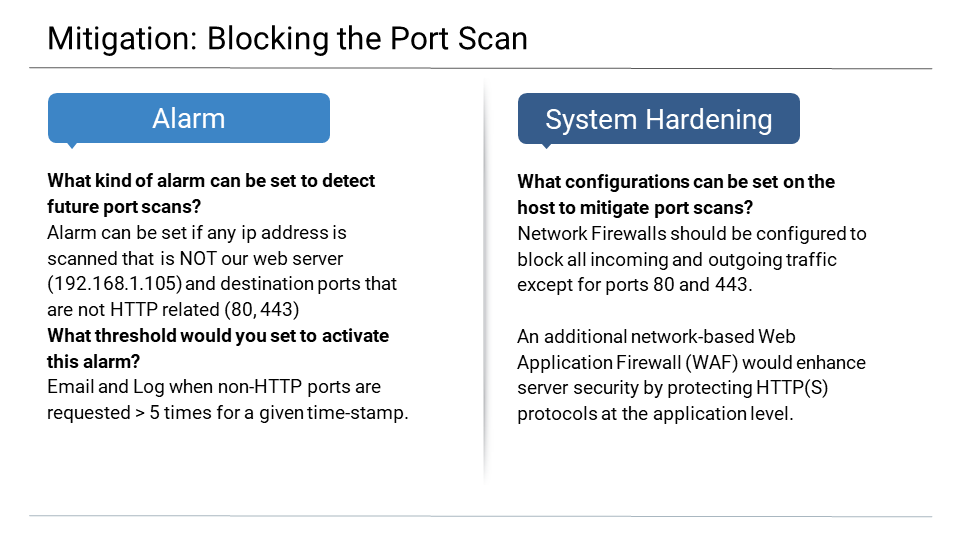 Mitigation: Blocking the Port Scan
Alarm
What kind of alarm can be set to detect
future port scans?
Alarm can be set if any ip address is
scanned that is NOT our web server
(192.168.1.105) and destination ports that
are not HTTP related (80, 443)
What threshold would you set to activate
this alarm?
Email and Log when non-HTTP ports are
requested > 5 times for a given time-stamp.
System Hardening
What configurations can be set on the
host to mitigate port scans?
Network Firewalls should be configured to
block all incoming and outgoing traffic
except for ports 80 and 443.
An additional network-based Web
Application Firewall (WAF) would enhance
server security by protecting HTTP(S)
protocols at the application level.